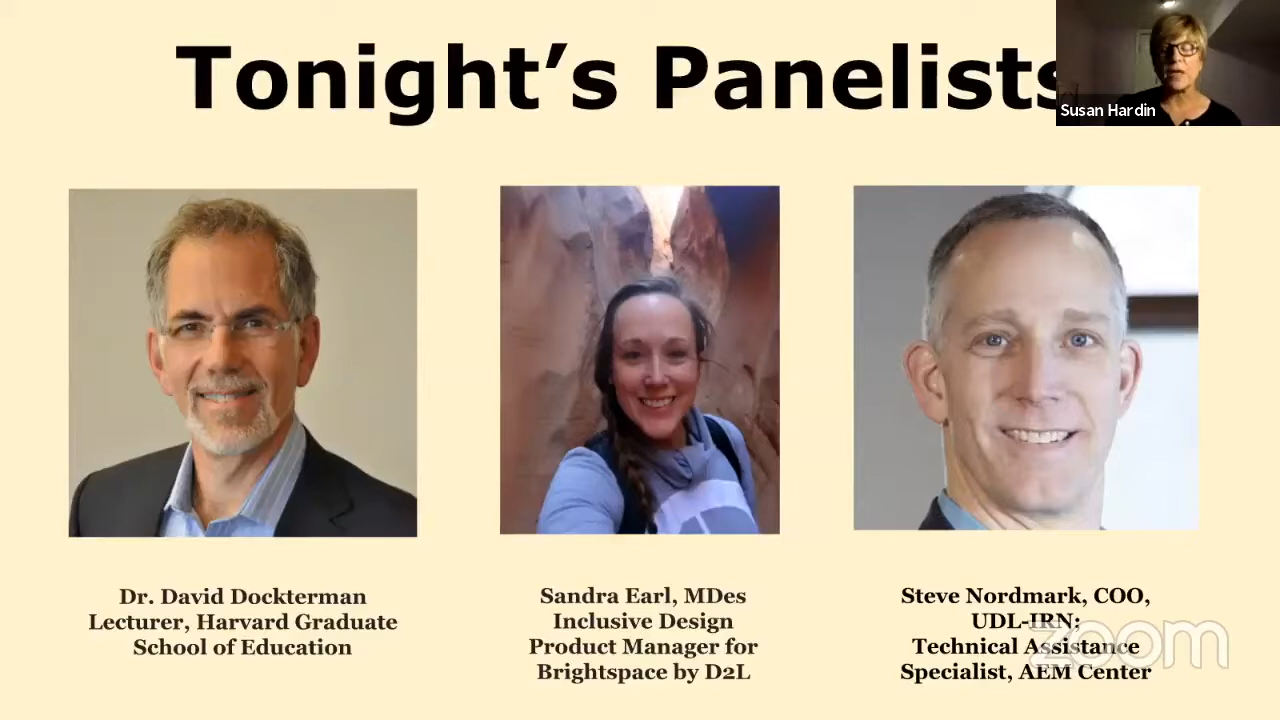 Tonight’s Panelists
Susan Hardin
Dr. David Dockterman
Lecturer, Harvard Graduate
School of Education
Sandra Earl, MDes
Inclusive Design
Product Manager for
Brightspace by D2L
Steve Nordmark, COO,
UDL-IRN;
Technical Assistance
Specialist, AEM Center
zoom